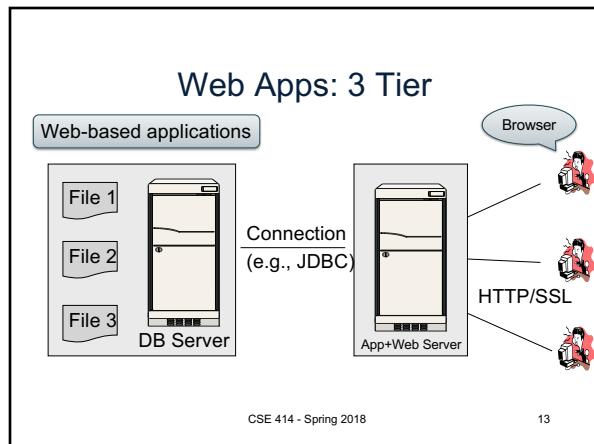 Web Apps: 3 Tier
Web-based applications
Browser
File 1
File 2
File 3
DB Server
Connection
(e.g., JDBC)
App+Web Server
HTTP/SSL
CSE 414 - Spring 2018
13